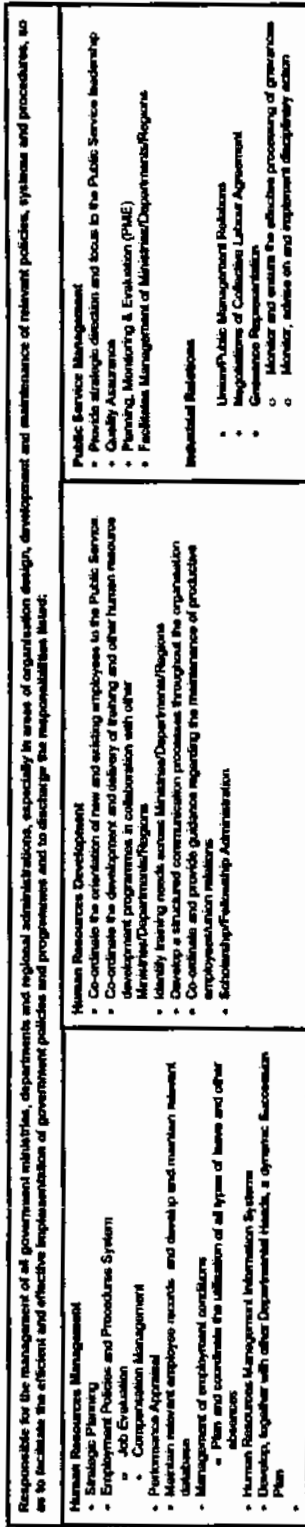 Responsible for the management of all government ministries, departments and regional administrations, especially in areas of organisation design, development and maintenance of relevant policies, systems and procedures, so
as to facilitate the efficient and effective implementation of government policies and programmes and to discharge the responsibilities listed:
Human Resources Management
• Strategic Planning
• Employment Policies and Procedures System
▫ Job Evaluation
• Compensation Management
• Performance Appraisal
• Maintain relevant employee records and develop and maintain relevant
database
• Management of employment conditions
▫ Plan and coordinate the utilisation of all types of leave and other
absences
• Human Resources Management Information Systems
• Develop, together with other Departmental Heads, a dynamic Succession
Plan
•
Human Resources Development
• Co-ordinate the orientation of new and existing employees to the Public Service.
• Co-ordinate the development and delivery of training and other human resource
development programmes in collaboration with other
Ministries/Departments/Regions
• Identify training needs across Ministries/Departments/Regions
• Develop a structured communication processes throughout the organisation
• Co-ordinate and provide guidance regarding the maintenance of productive
employee/union relations
• Scholarship/Fellowship Administration
Public Service Management
• Provide strategic direction and focus to the Public Service leadership
• Quality Assurance
• Planning, Monitoring & Evaluation (PME)
• Facilitates Management of Ministries/Departments/Regions
Industrial Relations
• Union/Public Management Relations
• Negotiations of Collective Labour Agreement
• Grievance Representation
o Monitor and ensure the effective processing of grievances
o Monitor, advise on and implement disciplinary action